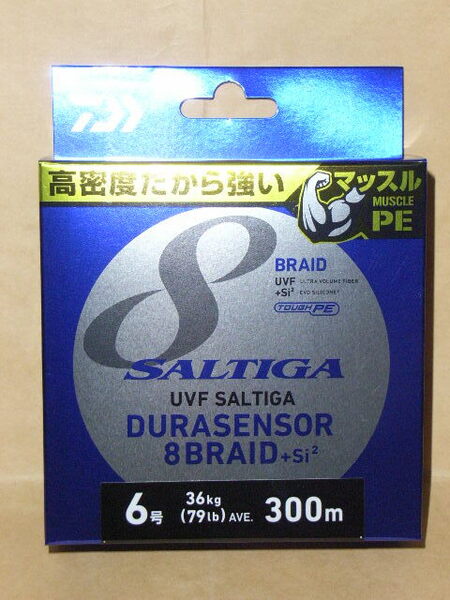 高密度だから強い
マッスル
MUSCLE
PE
8
BRAID
UVF ULTRA VOLUME FIBER
+Si² EVO SILICONE²
TOUGH PE
SALTIGA
UVF SALTIGA
DURASENSOR
8BRAID+Si²
6号 36kg (79lb) AVE. 300m